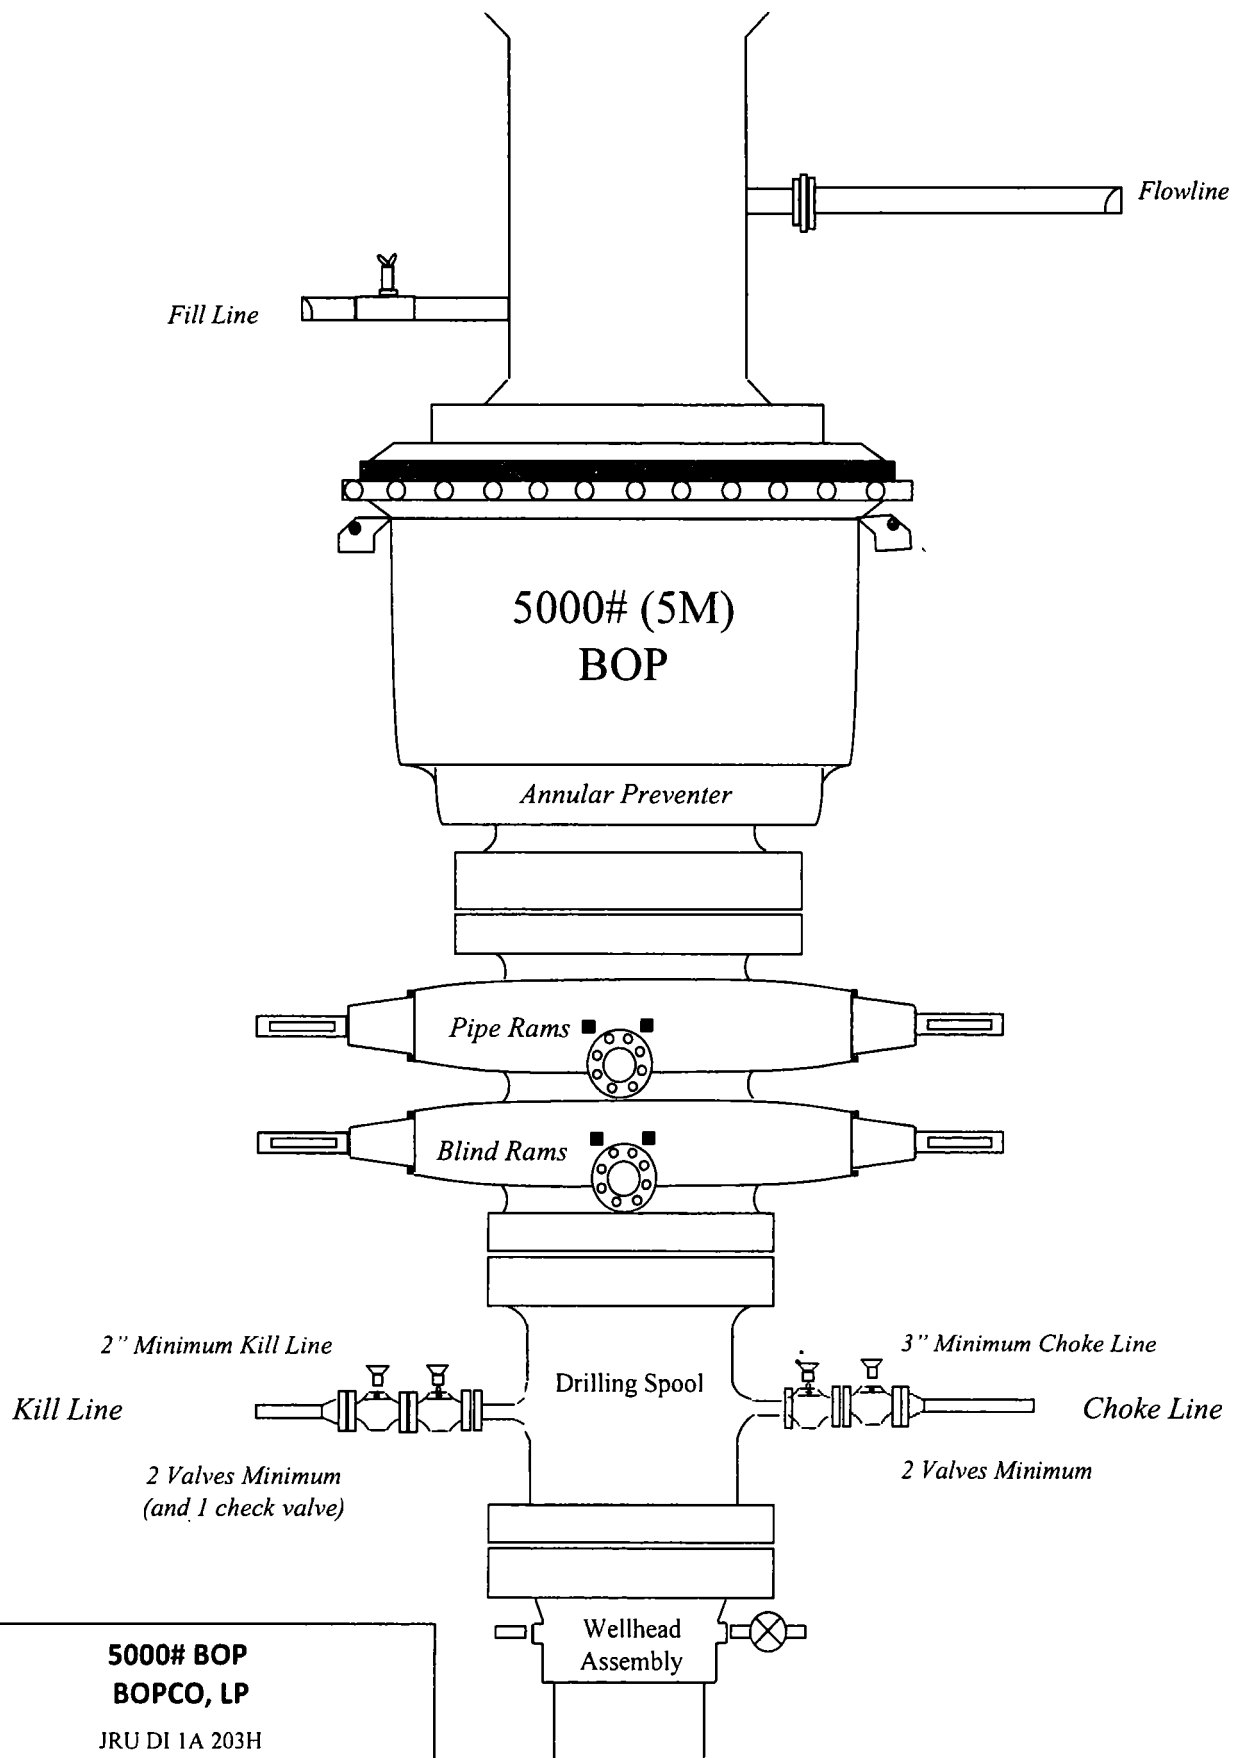 Flowline
Fill Line
5000# (5M)
BOP
Annular Preventer
Pipe Rams
Blind Rams
2" Minimum Kill Line
3" Minimum Choke Line
Drilling Spool
Kill Line
Choke Line
2 Valves Minimum
(and 1 check valve)
2 Valves Minimum
Wellhead
Assembly
5000# BOP
BOPCO, LP
JRU DI 1A 203H